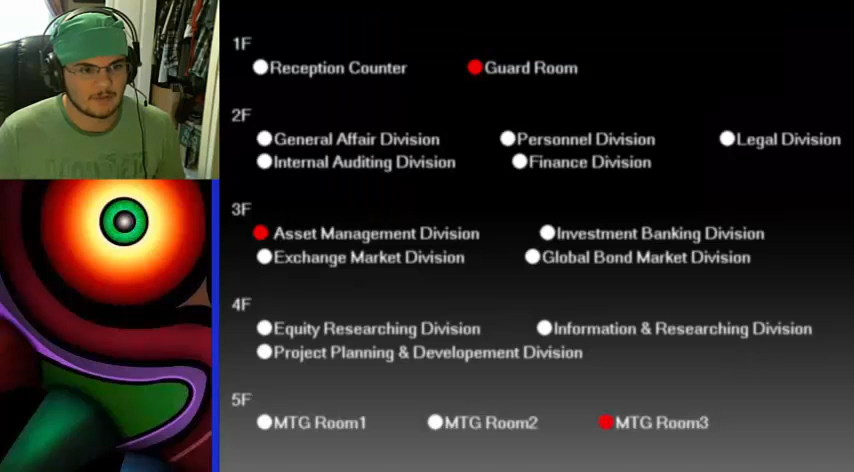 1F
Reception Counter Guard Room
2F
General Affair Division Personnel Division Legal Division
Internal Auditing Division Finance Division
3F
Asset Management Division Investment Banking Division
Exchange Market Division Global Bond Market Division
4F
Equity Researching Division Information & Researching Division
Project Planning & Developement Division
5F
MTG Room1 MTG Room2 MTG Room3